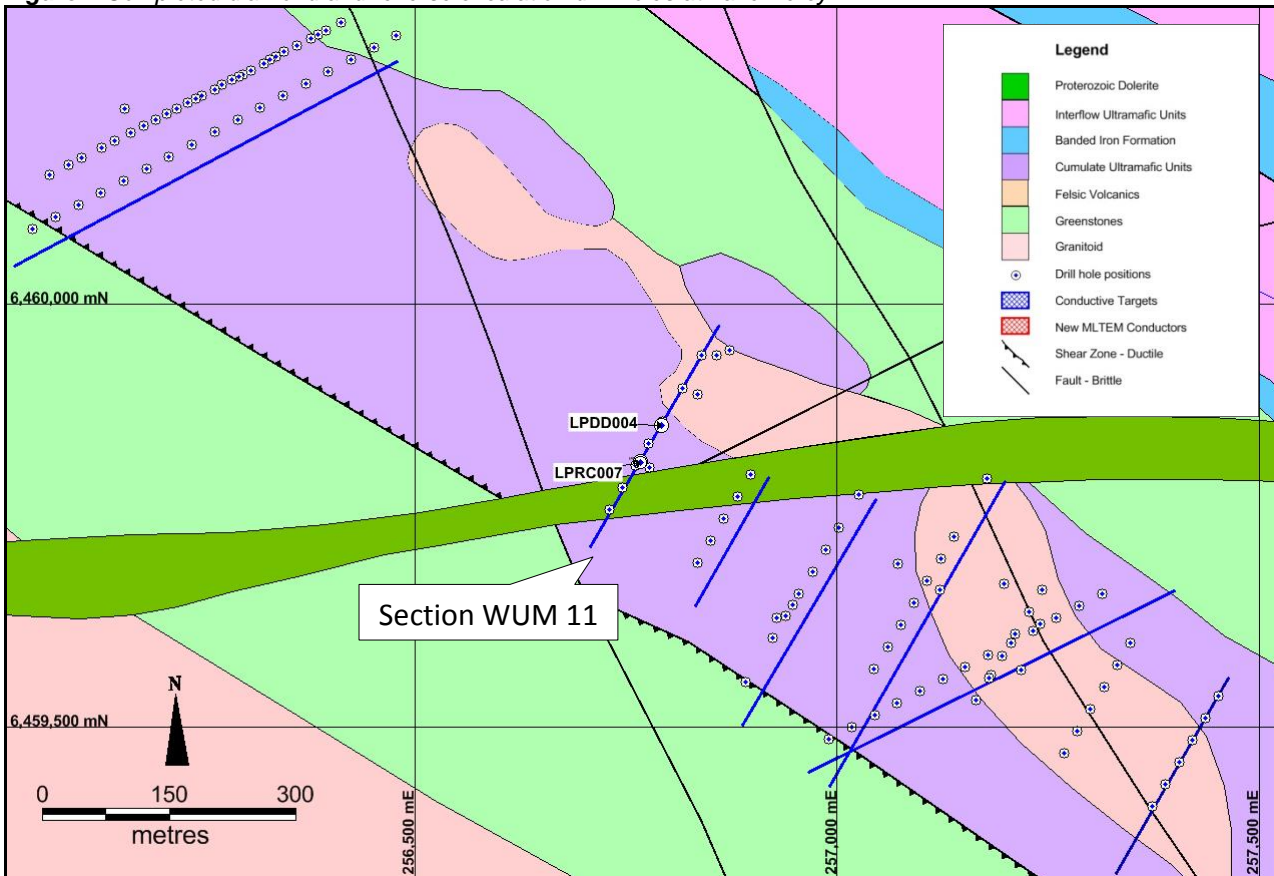 Legend
Proterozoic Dolerite
Interflow Ultramafic Units
Banded Iron Formation
Cumulate Ultramafic Units
Felsic Volcanics
Greenstones
Granitoid
Drill hole positions
Conductive Targets
New MLTEM Conductors
Shear Zone - Ductile
Fault - Brittle
6,460,000 mN
LPDD004
LPRC007
Section WUM 11
N
6,459,500 mN
0 150 300
metres
256,500 mE
257,000 mE
257,500 mE